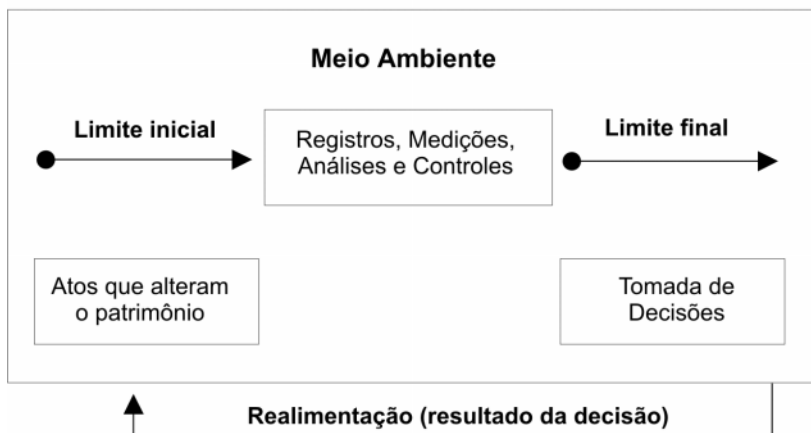 Meio Ambiente
Limite inicial
Registros, Medições,
Análises e Controles
Limite final
Atos que alteram
o patrimônio
Tomada de
Decisões
Realimentação (resultado da decisão)